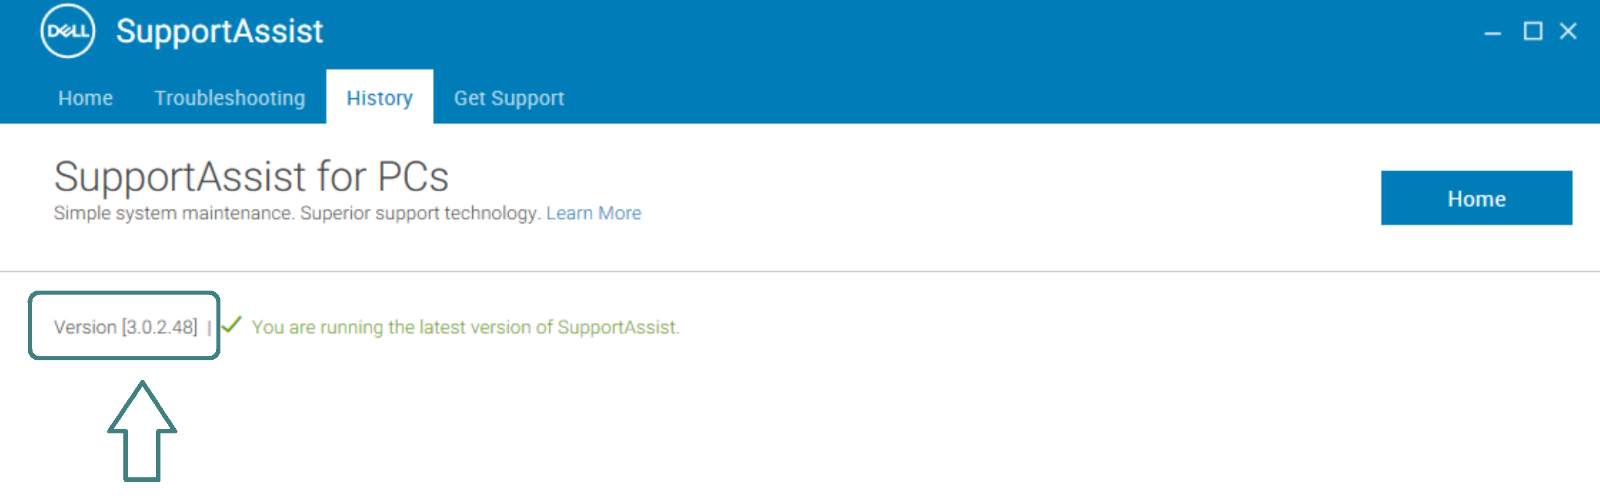 DELL SupportAssist
Home Troubleshooting History Get Support
SupportAssist for PCs
Simple system maintenance. Superior support technology. Learn More
Home
Version [3.0.2.48] | You are running the latest version of SupportAssist.